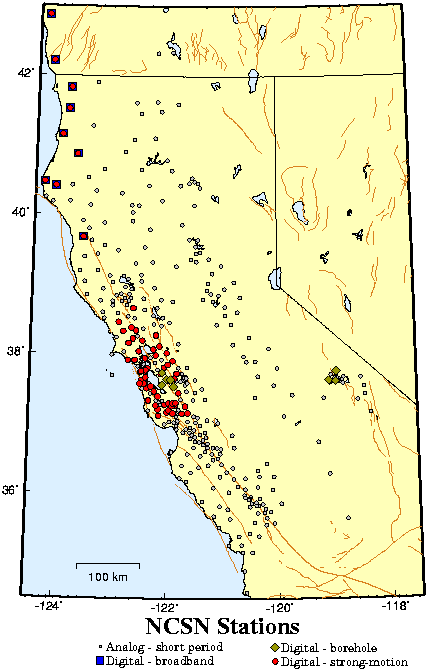 42°
40°
38°
36°
100 km
-124° -122° -120° -118°
NCSN Stations
Analog - short period Digital - borehole
Digital - broadband Digital - strong-motion